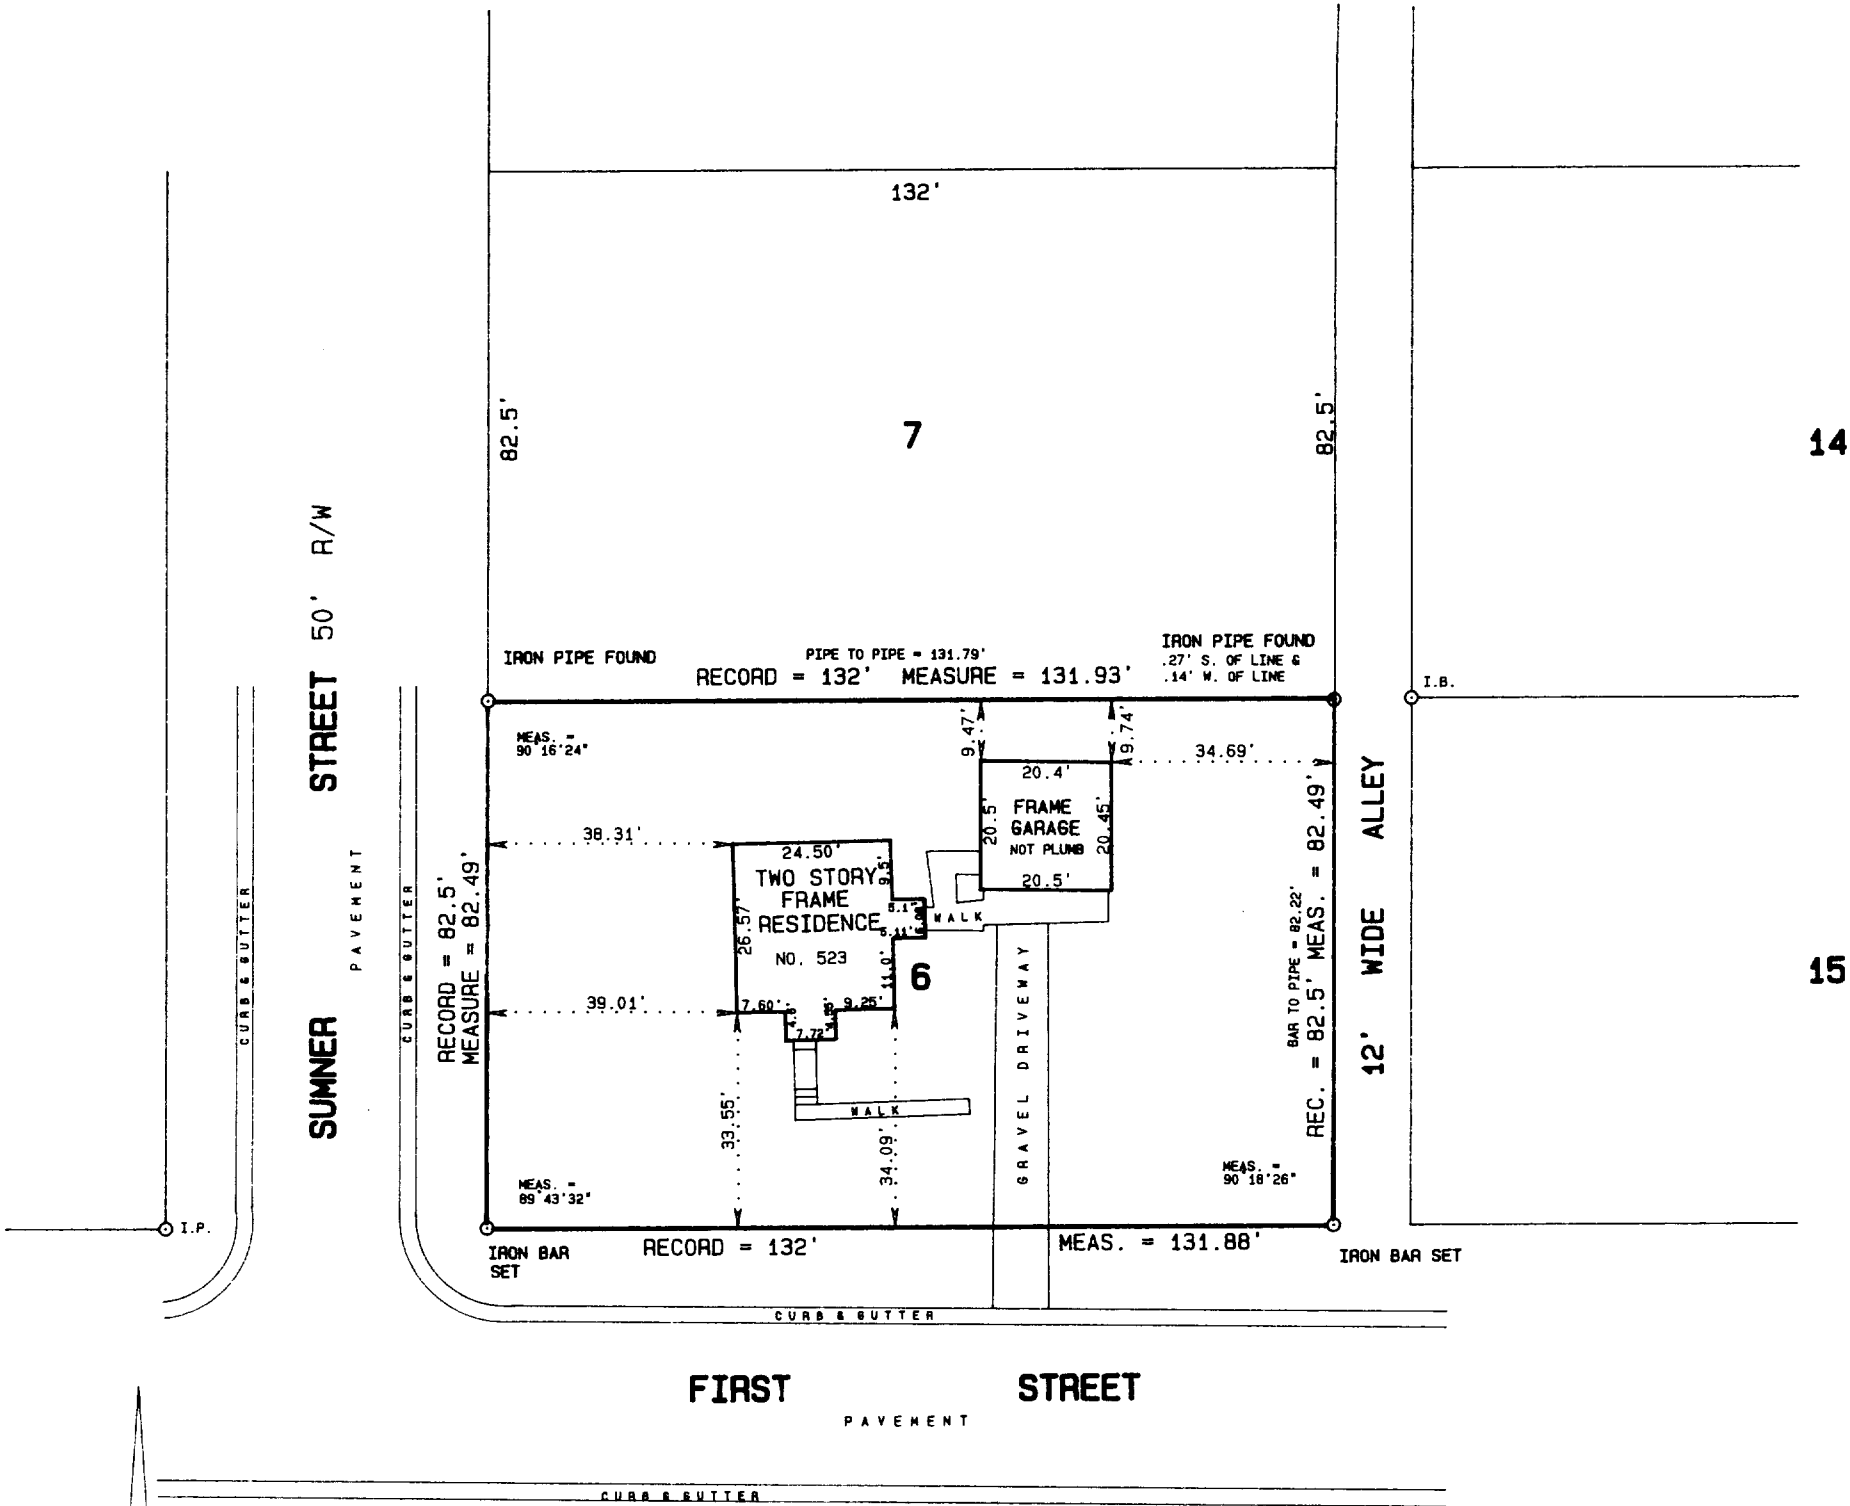 132'
82.5'
7
82.5'
14
SUMNER STREET 50' R/W
IRON PIPE FOUND
PIPE TO PIPE = 131.79'
RECORD = 132' MEASURE = 131.93'
IRON PIPE FOUND
.27' S. OF LINE &
.14' W. OF LINE
I.B.
MEAS. =
90°16'24"
9.47'
9.74'
34.69'
20.4'
FRAME
GARAGE
NOT PLUMB
20.5'
20.45'
20.5'
38.31'
24.50'
TWO STORY
FRAME
RESIDENCE
NO. 523
9.5'
26.57'
5.1'
5.11'
WALK
11.0'
6
39.01'
7.60'
9.25'
7.72'
WALK
33.55'
34.09'
GRAVEL DRIVEWAY
CURB & GUTTER
PAVEMENT
CURB & GUTTER
RECORD = 82.5'
MEASURE = 82.49'
BAR TO PIPE = 82.22'
REC. = 82.5' MEAS. = 82.49'
12' WIDE ALLEY
15
MEAS. =
89°43'32"
MEAS. =
90°18'26"
I.P.
IRON BAR
SET
RECORD = 132'
MEAS. = 131.88'
IRON BAR SET
CURB & GUTTER
FIRST STREET
PAVEMENT
CURB & GUTTER